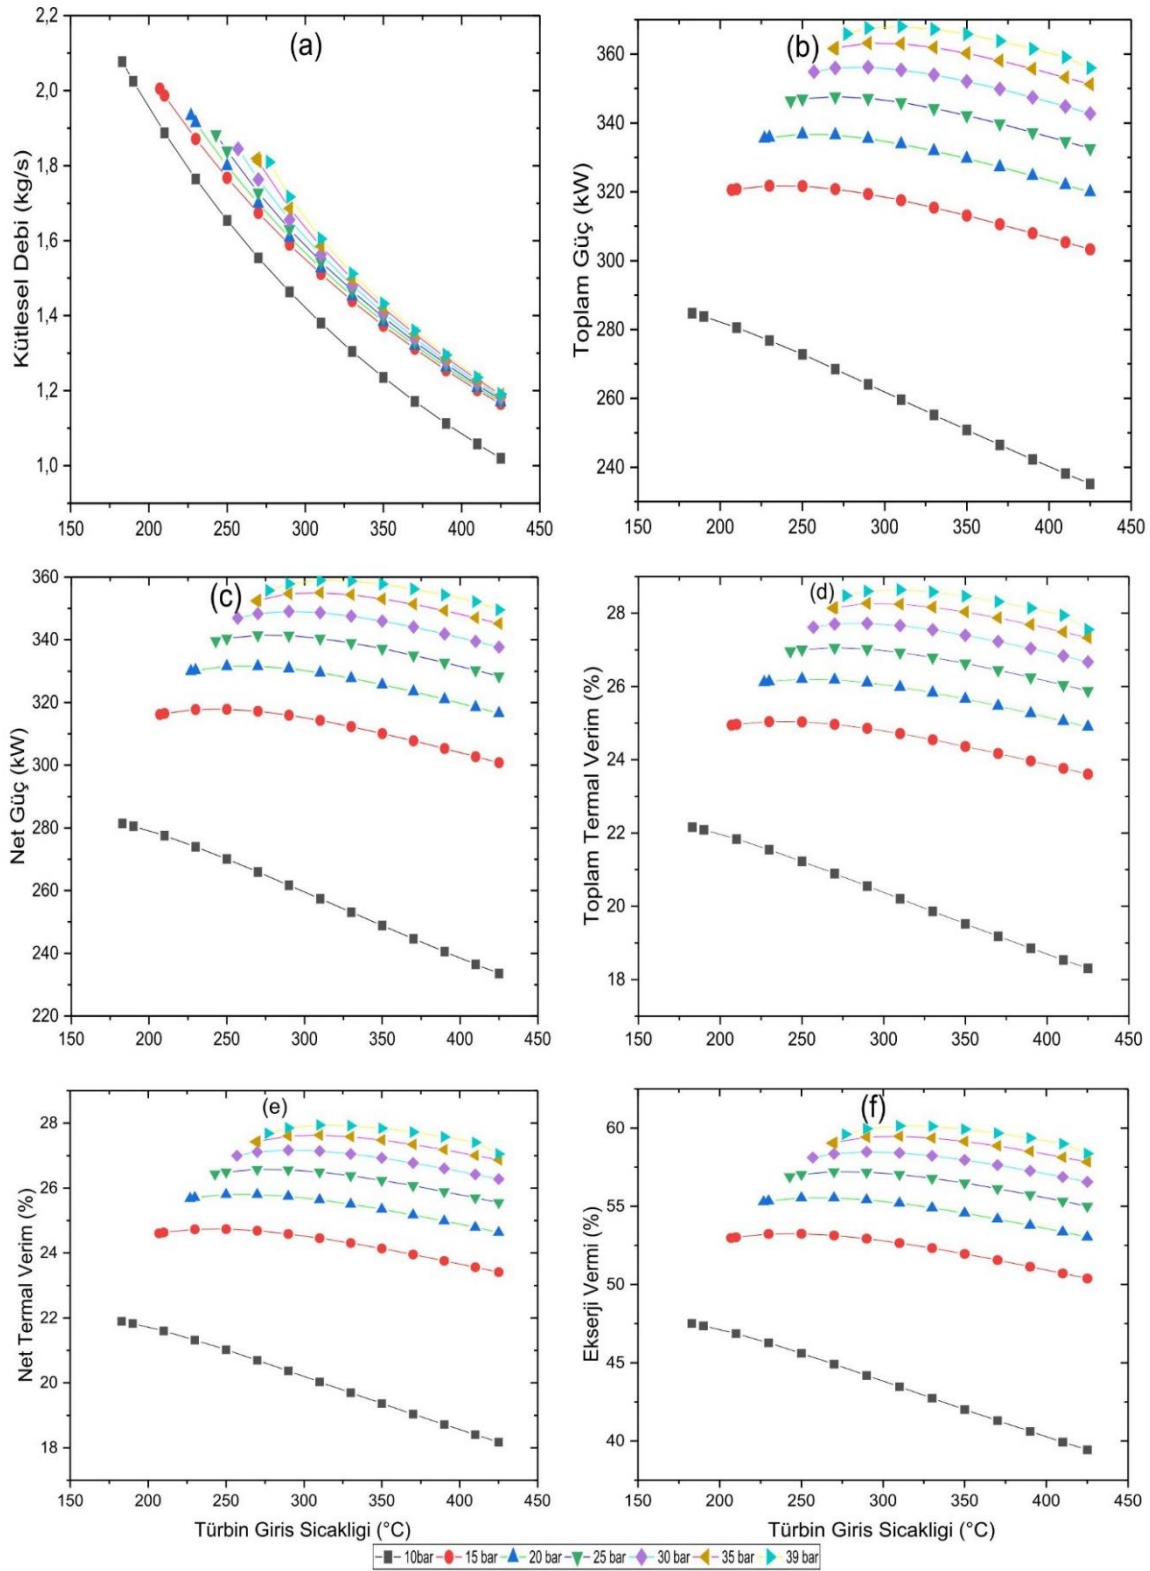 (a)
Kütlesel Debi (kg/s)
2,2
2,0
1,8
1,6
1,4
1,2
1,0
150 200 250 300 350 400 450
(b)
Toplam Güç (kW)
360
340
320
300
280
260
240
150 200 250 300 350 400 450
(c)
Net Güç (kW)
360
340
320
300
280
260
240
220
150 200 250 300 350 400 450
(d)
Toplam Termal Verim (%)
28
26
24
22
20
18
150 200 250 300 350 400 450
(e)
Net Termal Verim (%)
28
26
24
22
20
18
150 200 250 300 350 400 450
Türbin Giris Sicakligi (°C)
(f)
Ekserji Vermi (%)
60
55
50
45
40
150 200 250 300 350 400 450
Türbin Giris Sicakligi (°C)
10bar 15 bar 20 bar 25 bar 30 bar 35 bar 39 bar